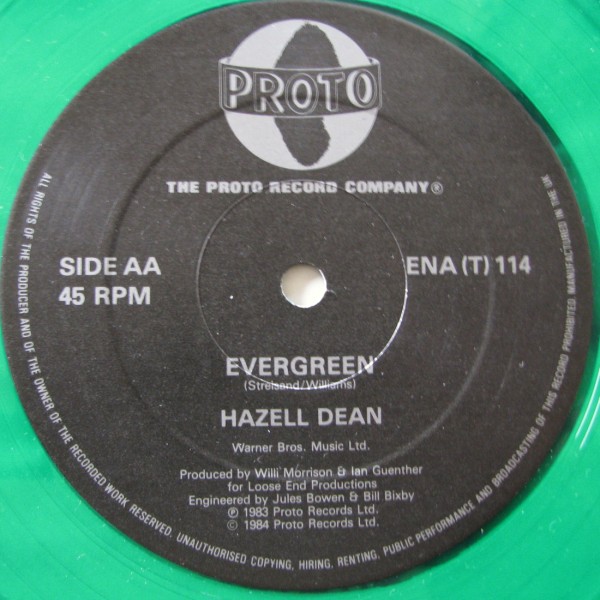 PROTO
THE PROTO RECORD COMPANY®
SIDE AA
45 RPM
ENA (T) 114
EVERGREEN
(Streisand/Williams)
HAZELL DEAN
Warner Bros. Music Ltd.
Produced by Willi Morrison & Ian Guenther
for Loose End Productions
Engineered by Jules Bowen & Bill Bixby
℗ 1983 Proto Records Ltd.
© 1984 Proto Records Ltd.
ALL RIGHTS OF THE PRODUCER AND OF THE OWNER OF THE RECORDED WORK RESERVED. UNAUTHORISED COPYING, HIRING, RENTING, PUBLIC PERFORMANCE AND BROADCASTING OF THIS RECORD PROHIBITED. MANUFACTURED IN THE UK